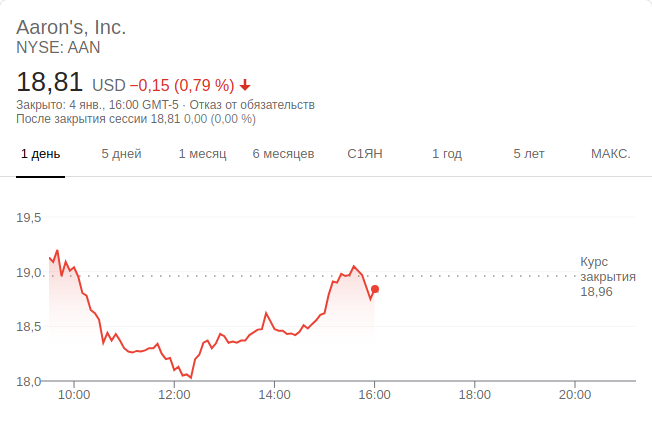 Aaron's, Inc.
NYSE: AAN
18,81 USD −0,15 (0,79 %)
Закрыто: 4 янв., 16:00 GMT-5 · Отказ от обязательств
После закрытия сессии 18,81 0,00 (0,00 %)
1 день 5 дней 1 месяц 6 месяцев С1ЯН 1 год 5 лет МАКС.
19,5
19,0
18,5
18,0
Курс
закрытия
18,96
10:00 12:00 14:00 16:00 18:00 20:00